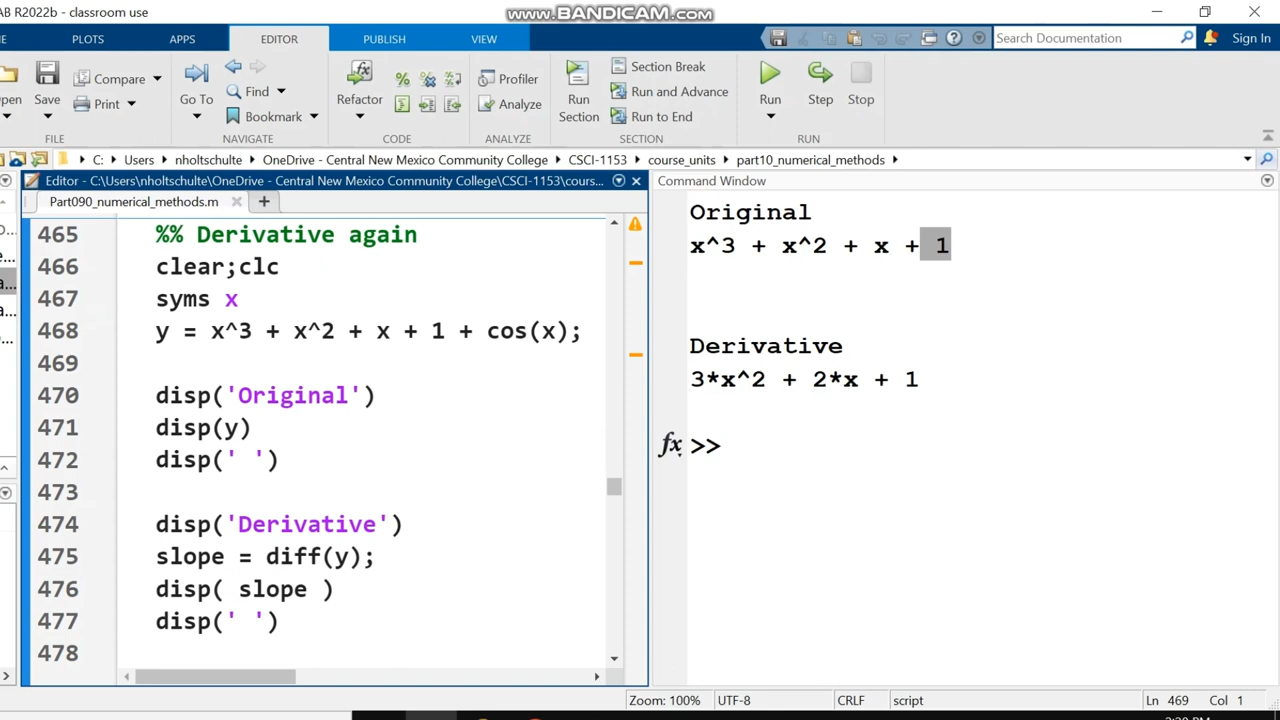 AB R2022b - classroom use
www.BANDICAM.com
PLOTS
APPS
EDITOR
PUBLISH
VIEW
Search Documentation
Sign In
Save
Compare
Print
Go To
Find
Bookmark
Refactor
Profiler
Analyze
Run Section
Section Break
Run and Advance
Run to End
Run
Step
Stop
FILE
NAVIGATE
CODE
ANALYZE
SECTION
RUN
C: Users nholtschulte OneDrive - Central New Mexico Community College CSCI-1153 course_units part10_numerical_methods
Editor - C:\Users\nholtschulte\OneDrive - Central New Mexico Community College\CSCI-1153\cours...
Part090_numerical_methods.m
465 %% Derivative again
466 clear;clc
467 syms x
468 y = x^3 + x^2 + x + 1 + cos(x);
469
470 disp('Original')
471 disp(y)
472 disp(' ')
473
474 disp('Derivative')
475 slope = diff(y);
476 disp( slope )
477 disp(' ')
478
Command Window
Original
x^3 + x^2 + x + 1
Derivative
3*x^2 + 2*x + 1
fx >>
Zoom: 100%
UTF-8
CRLF
script
Ln 469 Col 1